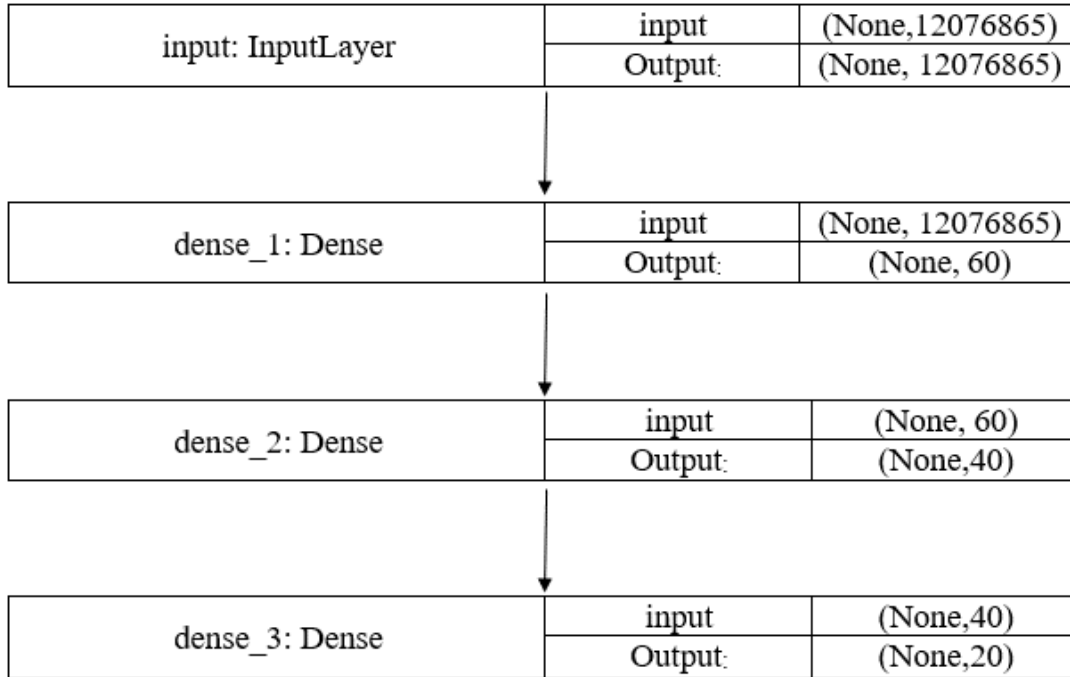 input: InputLayer
input
(None,12076865)
Output:
(None, 12076865)
dense_1: Dense
input
(None, 12076865)
Output:
(None, 60)
dense_2: Dense
input
(None, 60)
Output:
(None,40)
dense_3: Dense
input
(None,40)
Output:
(None,20)